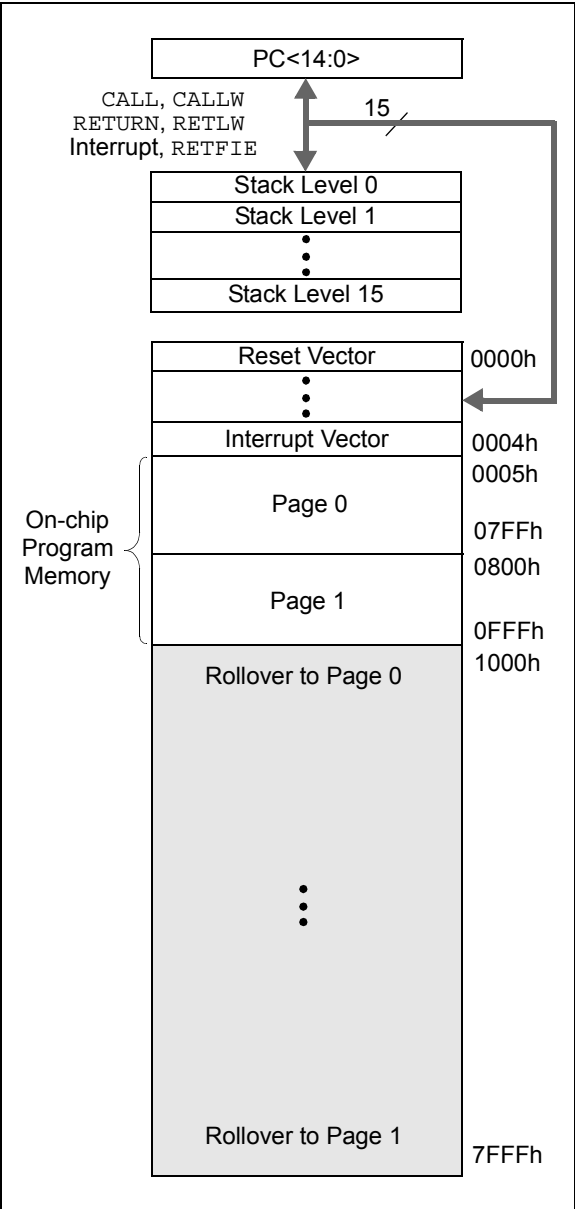 PC<14:0>
CALL, CALLW
15
RETURN, RETLW
Interrupt, RETFIE
Stack Level 0
Stack Level 1
Stack Level 15
Reset Vector
0000h
Interrupt Vector
0004h
0005h
Page 0
On-chip
Program
Memory
07FFh
0800h
Page 1
0FFFh
1000h
Rollover to Page 0
Rollover to Page 1
7FFFh